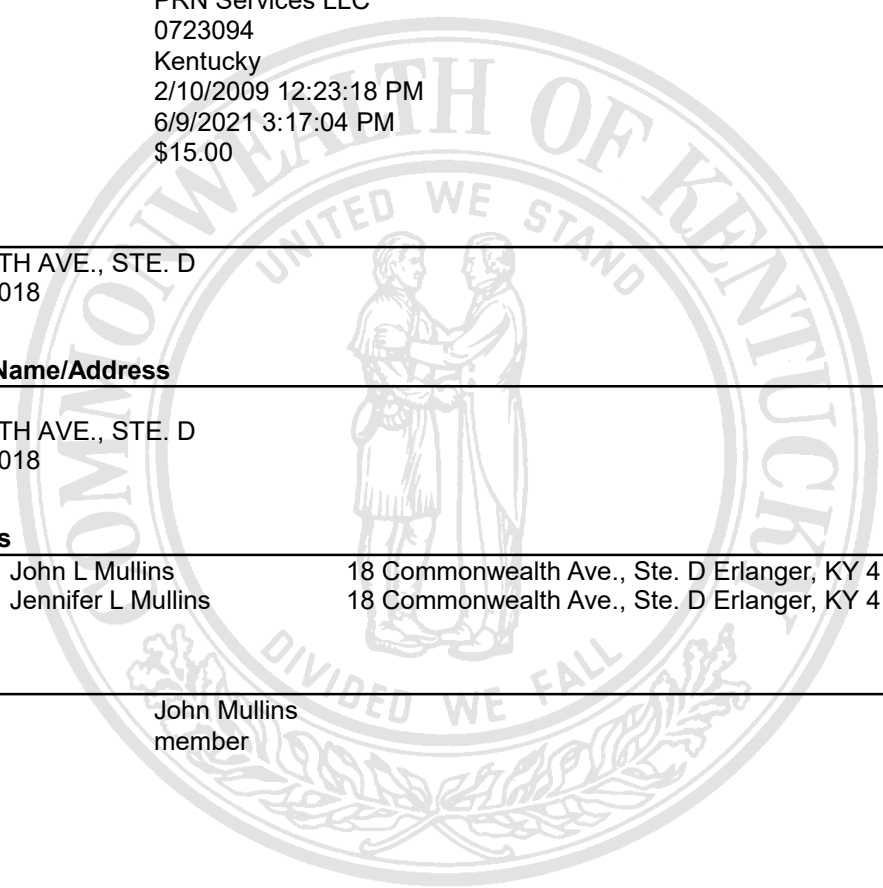 PRN Services LLC
0723094
Kentucky
2/10/2009 12:23:18 PM
6/9/2021 3:17:04 PM
$15.00
COMMONWEALTH OF KENTUCKY
UNITED WE STAND
TH AVE., STE. D
018
Name/Address
TH AVE., STE. D
018
s
John L Mullins 18 Commonwealth Ave., Ste. D Erlanger, KY 4
Jennifer L Mullins 18 Commonwealth Ave., Ste. D Erlanger, KY 4
DIVIDED WE FALL
John Mullins
member